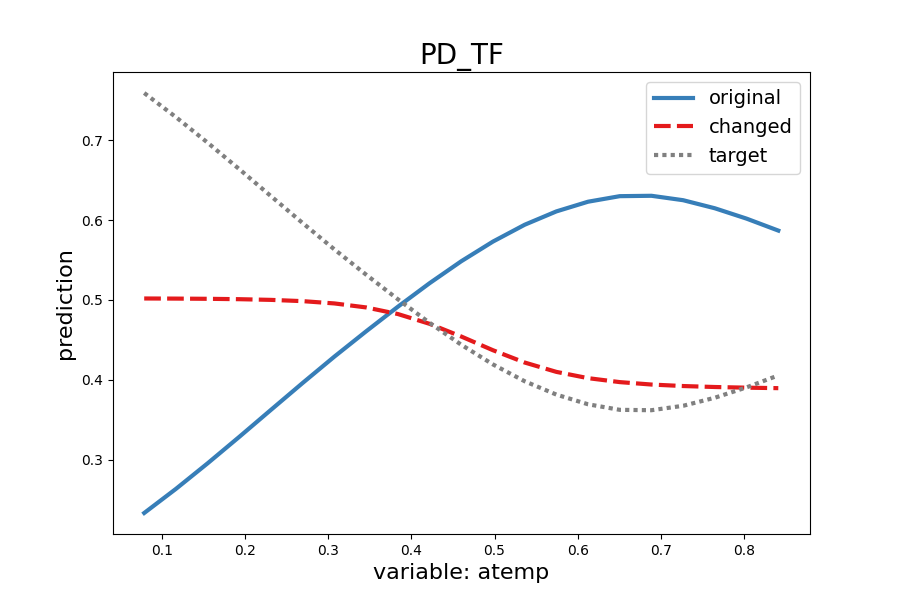 PD_TF
original
changed
target
prediction
0.7
0.6
0.5
0.4
0.3
0.1 0.2 0.3 0.4 0.5 0.6 0.7 0.8
variable: atemp